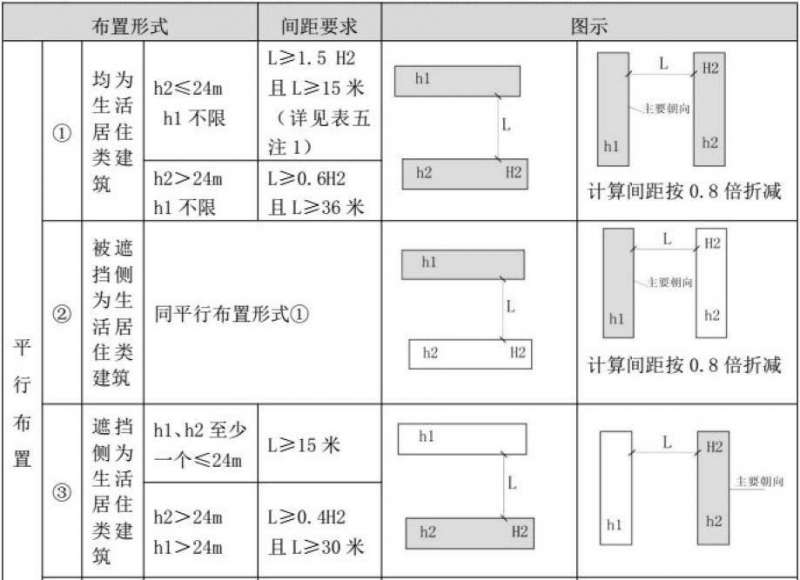 布置形式 间距要求 图示
平行布置
①
均为
生活
居住
类建
筑
h2≤24m
h1 不限
L≥1.5 H2
且 L≥15 米
（详见表五
注 1）
h2>24m
h1 不限
L≥0.6H2
且 L≥36 米
h1
L
h2 H2
L H2
主要朝向
h1 h2
计算间距按 0.8 倍折减
②
被遮
挡侧
为生
活居
住类
建筑
同平行布置形式①
h1
L
h2 H2
L H2
主要朝向
h1 h2
计算间距按 0.8 倍折减
③
遮挡
侧为
生活
居住
类建
筑
h1、h2 至少
一个≤24m
L≥15 米
h2>24m
h1>24m
L≥0.4H2
且 L≥30 米
h1
L
h2 H2
L H2
主要朝向
h1 h2